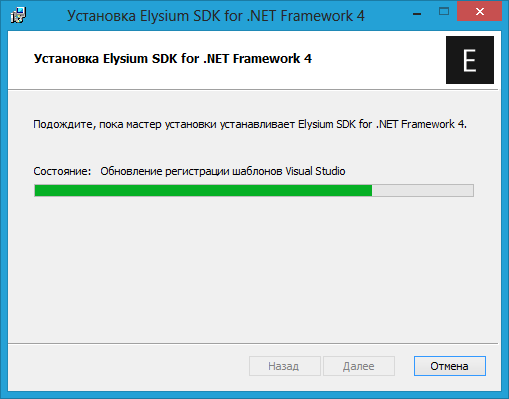 Установка Elysium SDK for .NET Framework 4
Установка Elysium SDK for .NET Framework 4
E
Подождите, пока мастер установки устанавливает Elysium SDK for .NET Framework 4.
Состояние: Обновление регистрации шаблонов Visual Studio
Назад Далее Отмена